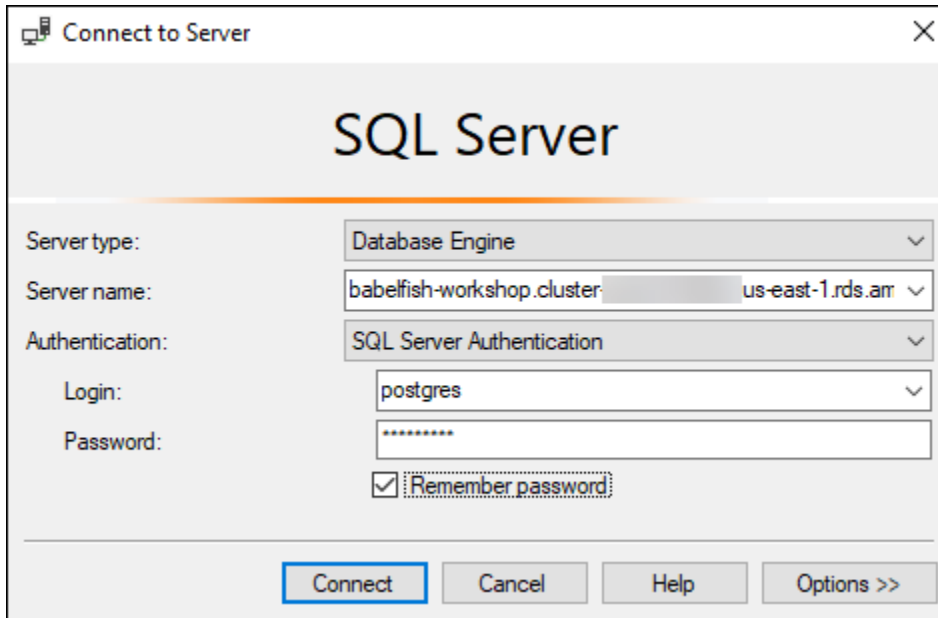 Connect to Server
SQL Server
Server type: Database Engine
Server name: babelfish-workshop.cluster- us-east-1.rds.am
Authentication: SQL Server Authentication
Login: postgres
Password: *********
Remember password
Connect Cancel Help Options >>